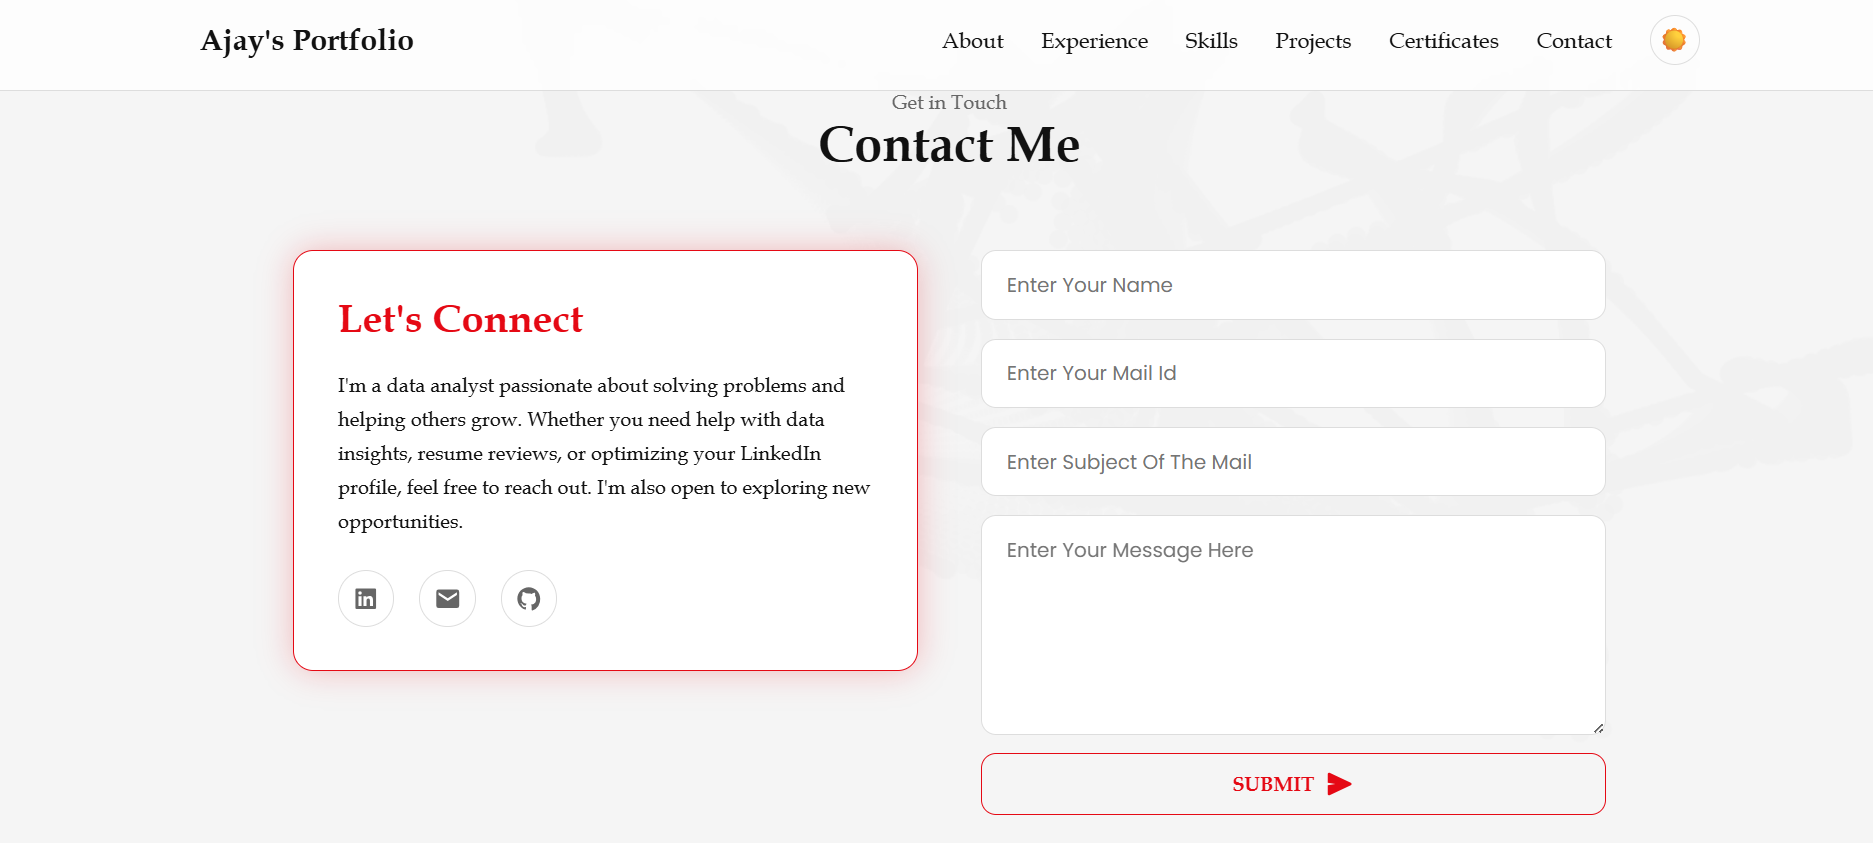 Ajay's Portfolio
About
Experience
Skills
Projects
Certificates
Contact
Get in Touch
Contact Me
Let's Connect
I'm a data analyst passionate about solving problems and
helping others grow. Whether you need help with data
insights, resume reviews, or optimizing your LinkedIn
profile, feel free to reach out. I'm also open to exploring new
opportunities.
in
Enter Your Name
Enter Your Mail Id
Enter Subject Of The Mail
Enter Your Message Here
SUBMIT